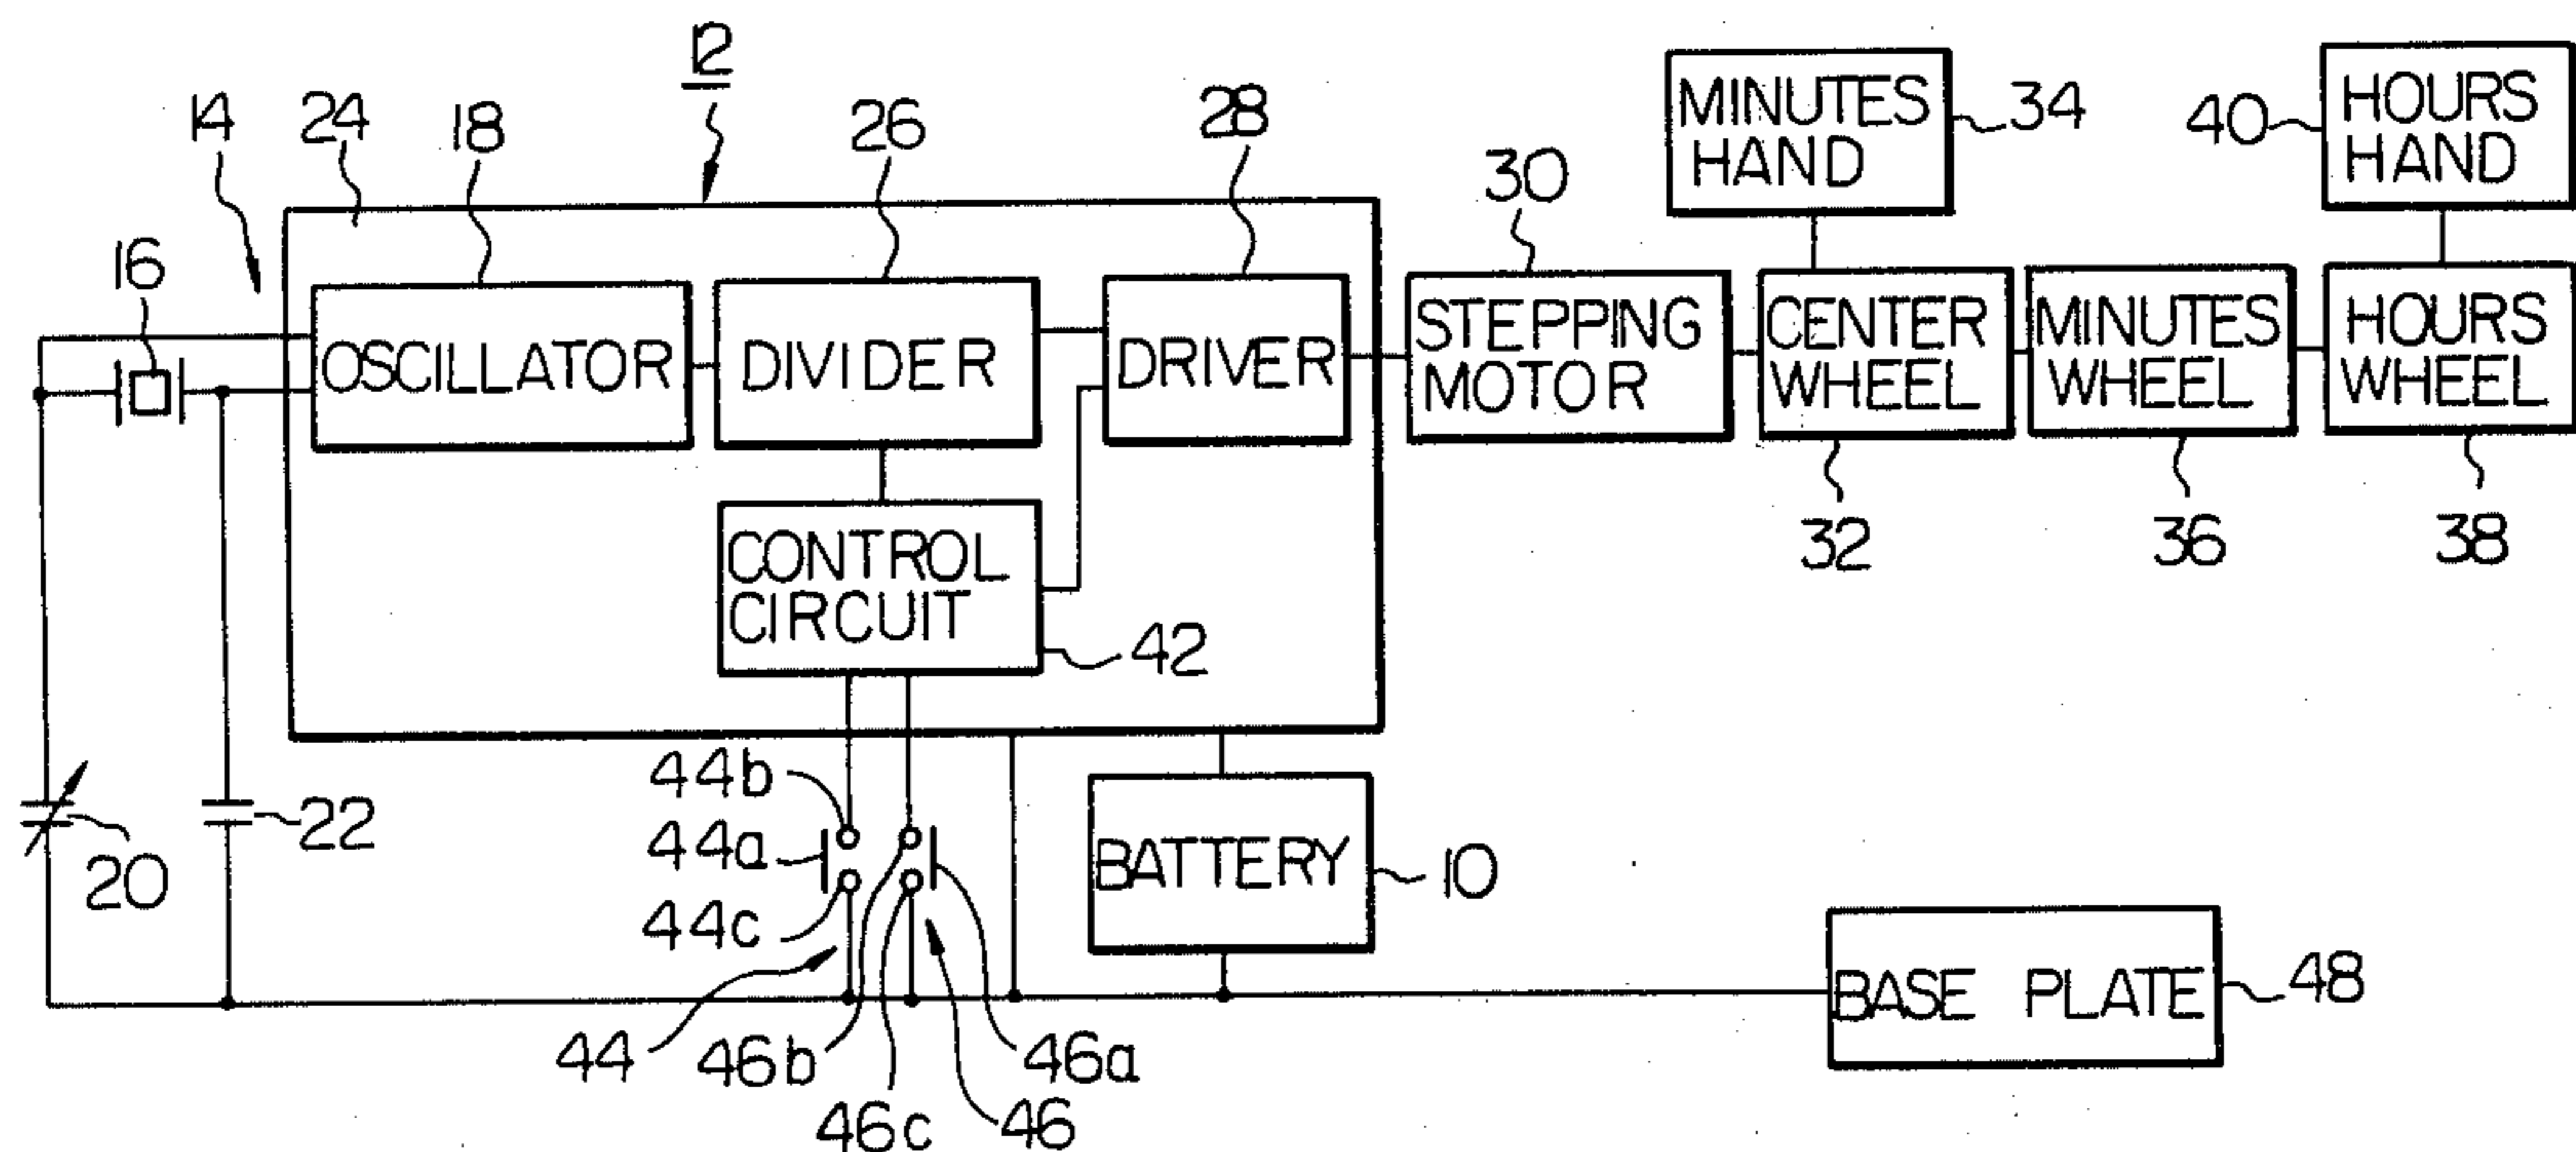 12
14
24
18
26
28
30
MINUTES
HAND
34
40
HOURS
HAND
16
OSCILLATOR
DIVIDER
DRIVER
STEPPING
MOTOR
CENTER
WHEEL
MINUTES
WHEEL
HOURS
WHEEL
32
36
38
CONTROL
CIRCUIT
42
20
22
44b
44a
44c
BATTERY
10
44
46b
46c
46a
46
BASE PLATE
48